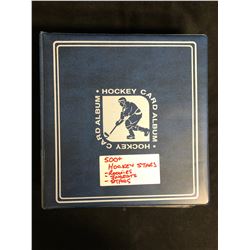 HOCKEY CARD ALBUM • HOCKEY CARD ALBUM •
500+
HOCKEY STARS
- ROOKIES
- INSERTS
- STARS